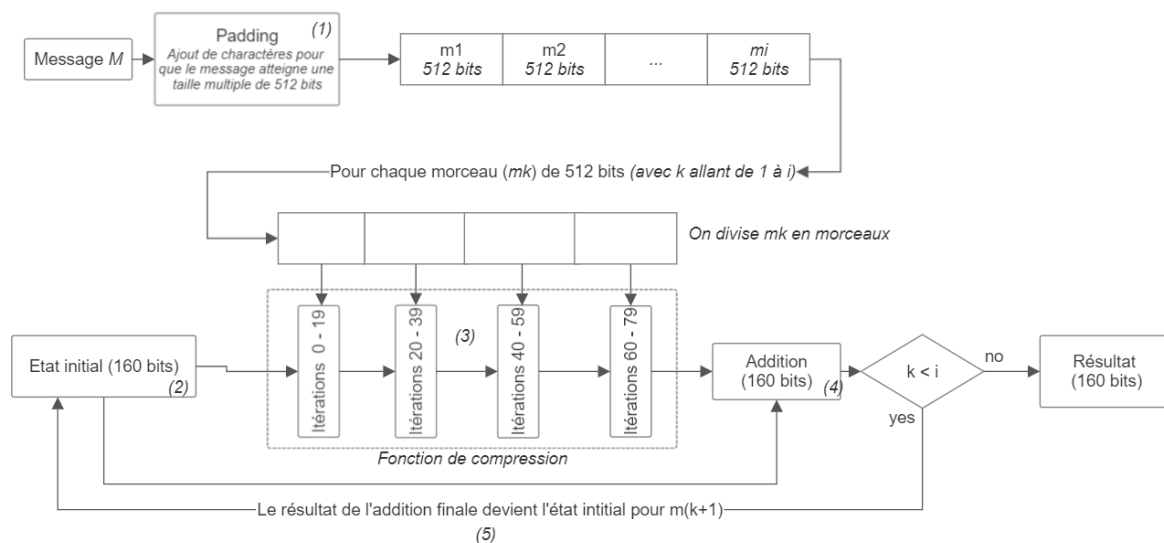 (1)
Padding
Message M
Ajout de charactères pour
que le message atteigne une
taille multiple de 512 bits
m1
512 bits
m2
512 bits
...
mi
512 bits
Pour chaque morceau (mk) de 512 bits (avec k allant de 1 à i)
On divise mk en morceaux
Etat initial (160 bits)
(2)
Itérations 0 - 19
Itérations 20 - 39
(3)
Itérations 40 - 59
Itérations 60 - 79
Fonction de compression
Addition
(160 bits)
(4)
k < i
no
yes
Résultat
(160 bits)
Le résultat de l'addition finale devient l'état intitial pour m(k+1)
(5)